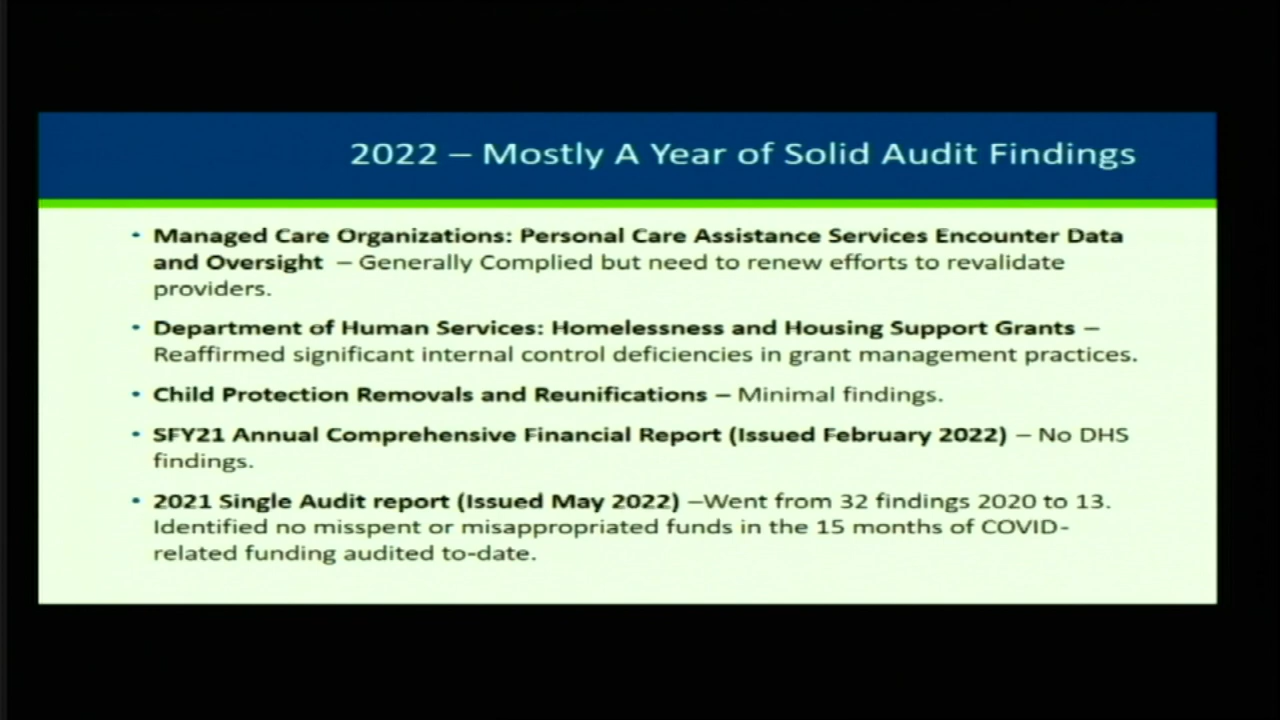 2022 – Mostly A Year of Solid Audit Findings
• Managed Care Organizations: Personal Care Assistance Services Encounter Data
and Oversight – Generally Complied but need to renew efforts to revalidate
providers.
• Department of Human Services: Homelessness and Housing Support Grants –
Reaffirmed significant internal control deficiencies in grant management practices.
• Child Protection Removals and Reunifications – Minimal findings.
• SFY21 Annual Comprehensive Financial Report (Issued February 2022) – No DHS
findings.
• 2021 Single Audit report (Issued May 2022) –Went from 32 findings 2020 to 13.
Identified no misspent or misappropriated funds in the 15 months of COVID-
related funding audited to-date.